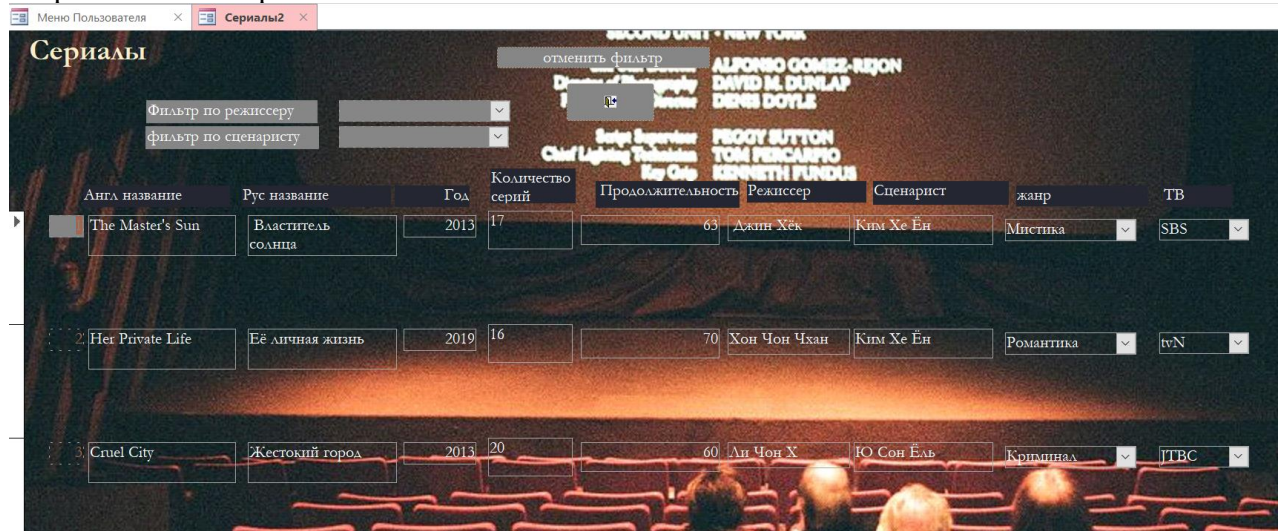 Меню Пользователя
Сериалы2
Сериалы
отменить фильтр
SECOND UNIT - NEW YORK
ALFONSO GOMEZ-REJON
DAVID M. DUNLAP
DENIS DOYLE
Фильтр по режиссеру
фильтр по сценаристу
Script Supervisor PEGGY SUTTON
Chief Lighting Technician TOM PERCARPIO
Key Grip KENNETH FUNDUS
Англ название Рус название Год Количество серий Продолжительность Режиссер Сценарист жанр ТВ
The Master's Sun Властитель солнца 2013 17 63 Джин Хёк Ким Хе Ён Мистика SBS
2 Her Private Life Её личная жизнь 2019 16 70 Хон Чон Чхан Ким Хе Ён Романтика tvN
3 Cruel City Жестокий город 2013 20 60 Ли Чон Х Ю Сон Ёль Криминал JTBC